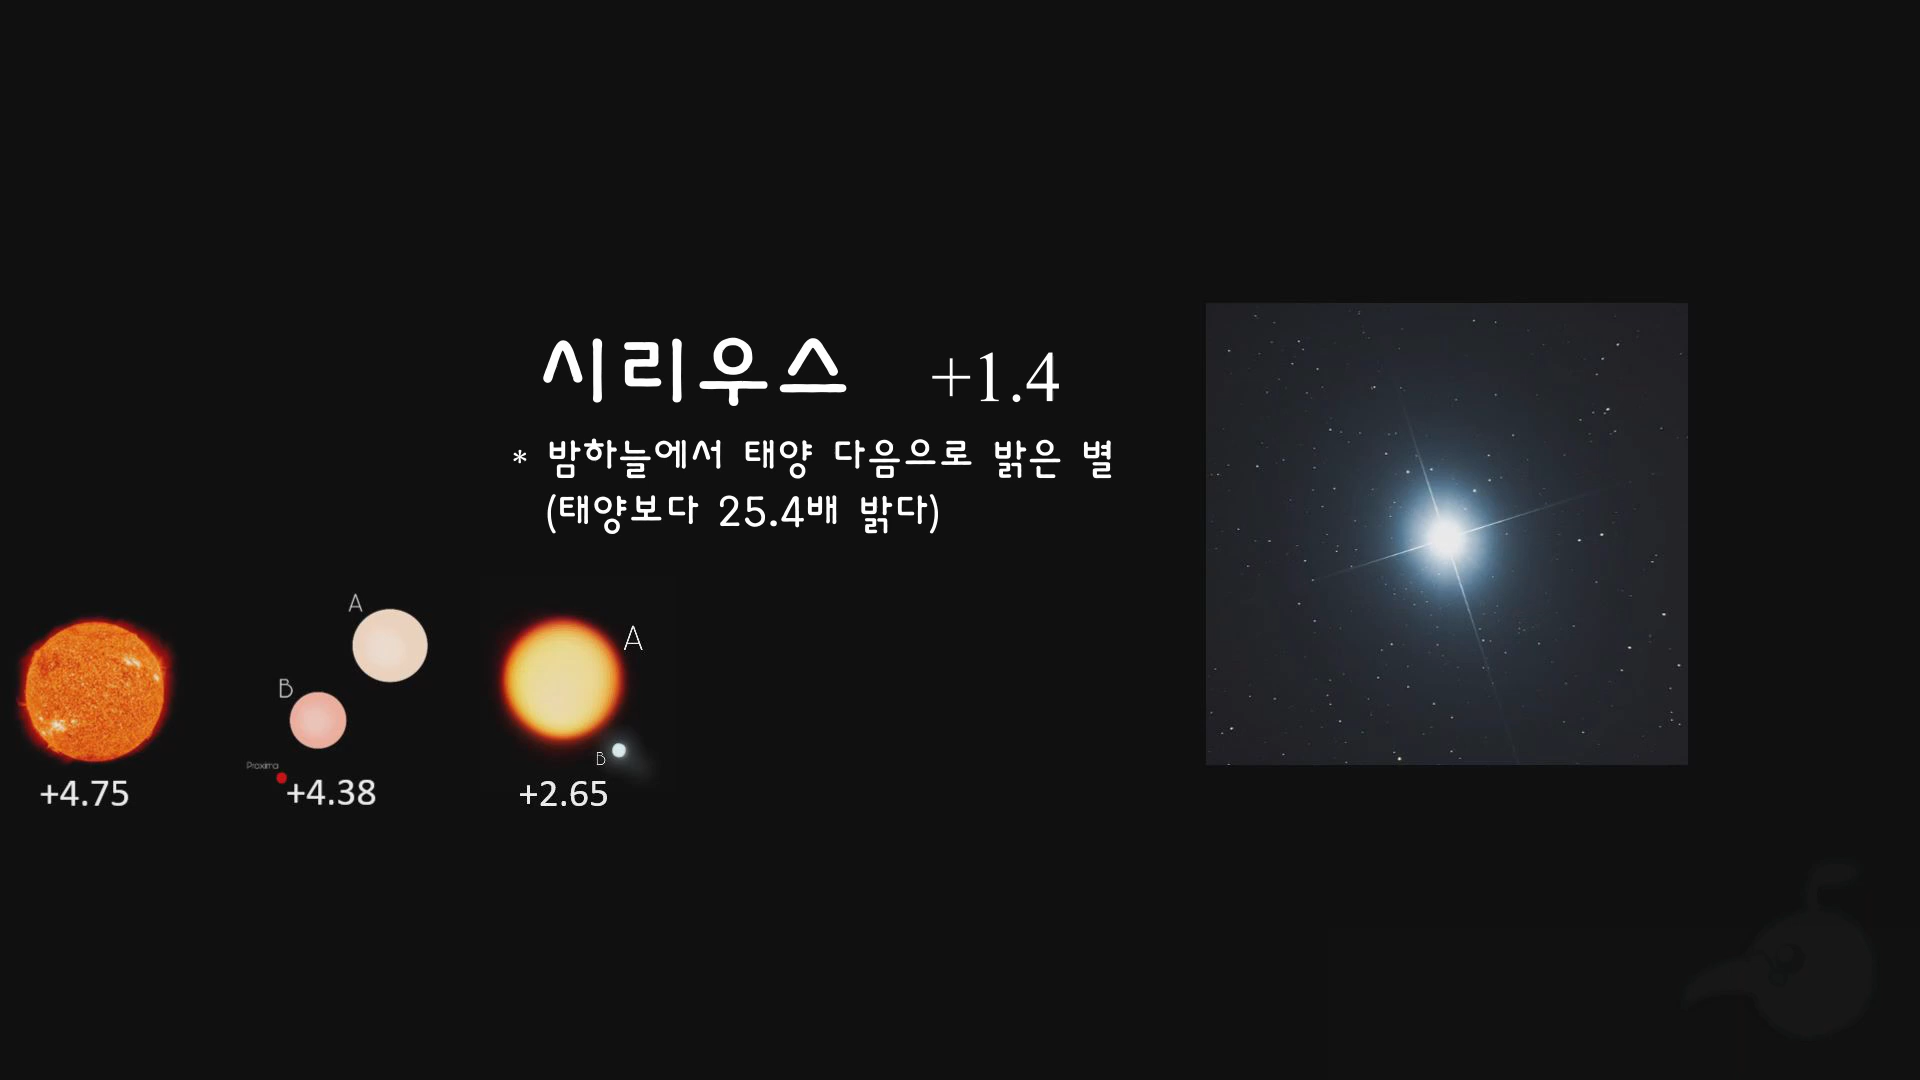 시리우스 +1.4
* 밤하늘에서 태양 다음으로 밝은 별
(태양보다 25.4배 밝다)
A
B
Proxima
A
B
+4.75
+4.38
+2.65